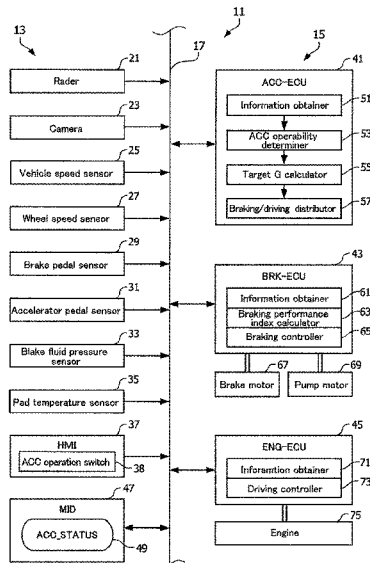 11
13
15
17
21
Rader
23
Camera
25
Vehicle speed sensor
27
Wheel speed sensor
29
Brake pedal sensor
31
Accelerator pedal sensor
33
Blake fluid pressure
sensor
35
Pad temperature sensor
37
HMI
ACC operation switch
38
47
MID
ACC_STATUS
49
41
ACC-ECU
Information obtainer
51
ACC operability
determiner
53
Target G calculator
55
Braking/driving distributor
57
43
BRK-ECU
Information obtainer
61
Braking performance
index calculator
63
Braking controller
65
67
Brake motor
69
Pump motor
45
ENG-ECU
Information obtainer
71
Driving controller
73
75
Engine